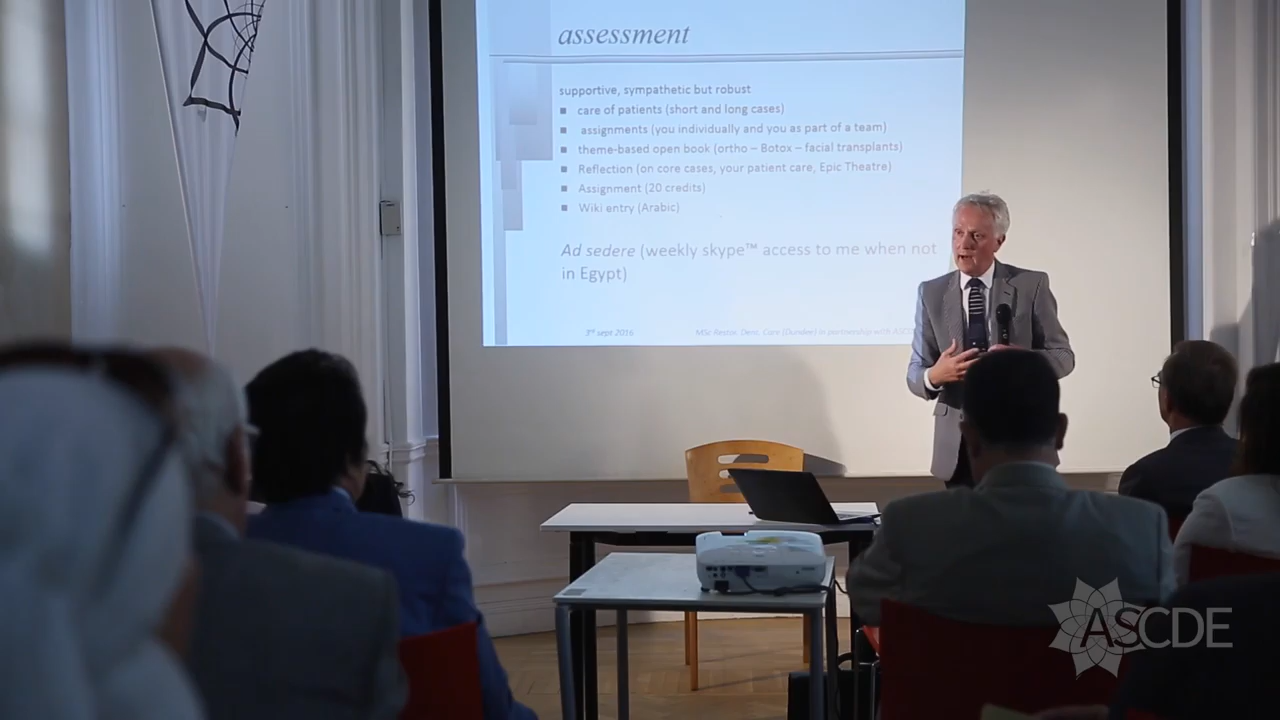 assessment
supportive, sympathetic but robust
care of patients (short and long cases)
assignments (you individually and you as part of a team)
theme-based open book (ortho – Botox – facial transplants)
Reflection (on core cases, your patient care, Epic Theatre)
Assignment (20 credits)
Wiki entry (Arabic)
Ad sedere (weekly skype™ access to me when not
in Egypt)
3rd sept 2016
MSc Restor. Dent. Care (Dundee) in partnership with
ASCDE